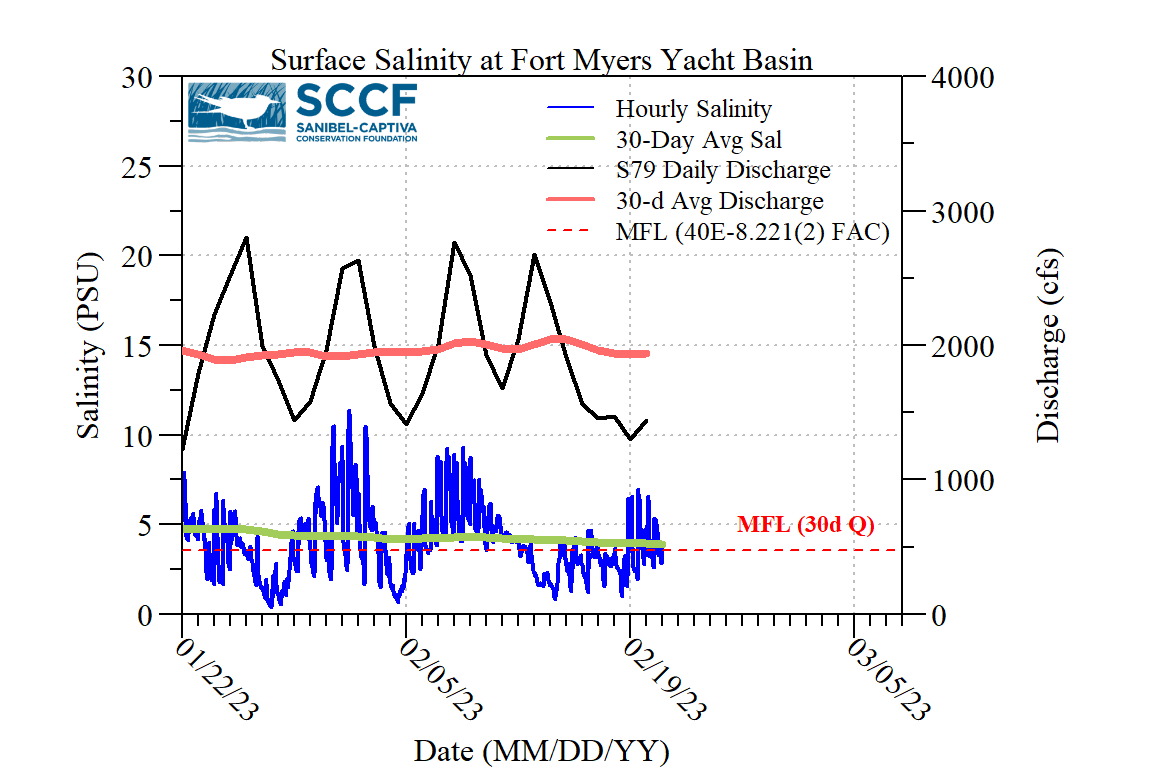 Surface Salinity at Fort Myers Yacht Basin
SCCF
SANIBEL-CAPTIVA
CONSERVATION FOUNDATION
Hourly Salinity
30-Day Avg Sal
S79 Daily Discharge
30-d Avg Discharge
MFL (40E-8.221(2) FAC)
30
25
20
15
10
5
0
Salinity (PSU)
4000
3000
2000
1000
0
Discharge (cfs)
MFL (30d Q)
01/22/23
02/05/23
02/19/23
03/05/23
Date (MM/DD/YY)